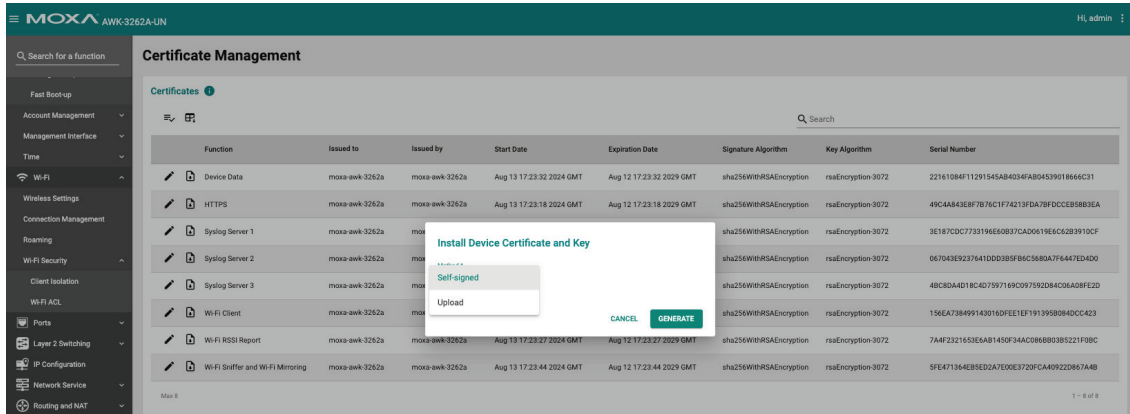 MOXA AWK-3262A-UN
Hi, admin
Search for a function
Fast Boot-up
Account Management
Management Interface
Time
Wi-Fi
Wireless Settings
Connection Management
Roaming
Wi-Fi Security
Client Isolation
Wi-Fi ACL
Ports
Layer 2 Switching
IP Configuration
Network Service
Routing and NAT
Certificate Management
Certificates
Search
Function Issued to Issued by Start Date Expiration Date Signature Algorithm Key Algorithm Serial Number
Device Data moxa-awk-3262a moxa-awk-3262a Aug 13 17:23:32 2024 GMT Aug 12 17:23:32 2029 GMT sha256WithRSAEncryption rsaEncryption-3072 22161084F11291545AB4034FAB04539018666C31
HTTPS moxa-awk-3262a moxa-awk-3262a Aug 13 17:23:18 2024 GMT Aug 12 17:23:18 2029 GMT sha256WithRSAEncryption rsaEncryption-3072 49C4A843E8F7B76C1F74213FDA7BFDCCEB58B3EA
Syslog Server 1 moxa-awk-3262a sha256WithRSAEncryption rsaEncryption-3072 3E187CDC7733196E60B37CAD0619E6C62B3910CF
Syslog Server 2 moxa-awk-3262a sha256WithRSAEncryption rsaEncryption-3072 067043E9237641DDD3B5FB6C5680A7F6447ED4D0
Syslog Server 3 moxa-awk-3262a sha256WithRSAEncryption rsaEncryption-3072 4BC8DA4D18C4D7597169C097592D84C06A08FE2D
Wi-Fi Client moxa-awk-3262a sha256WithRSAEncryption rsaEncryption-3072 156EA738499143016DFEE1EF191395B084DCC423
Wi-Fi RSSI Report moxa-awk-3262a moxa-awk-3262a Aug 13 17:23:27 2024 GMT Aug 12 17:23:27 2029 GMT sha256WithRSAEncryption rsaEncryption-3072 7A4F2321653E6AB1450F34AC086BB03B5221F0BC
Wi-Fi Sniffer and Wi-Fi Mirroring moxa-awk-3262a moxa-awk-3262a Aug 13 17:23:44 2024 GMT Aug 12 17:23:44 2029 GMT sha256WithRSAEncryption rsaEncryption-3072 5FE471364EB5ED2A7E00E3720FCA40922D867A4B
Max 8
1 – 8 of 8
Install Device Certificate and Key
Self-signed
Upload
CANCEL GENERATE